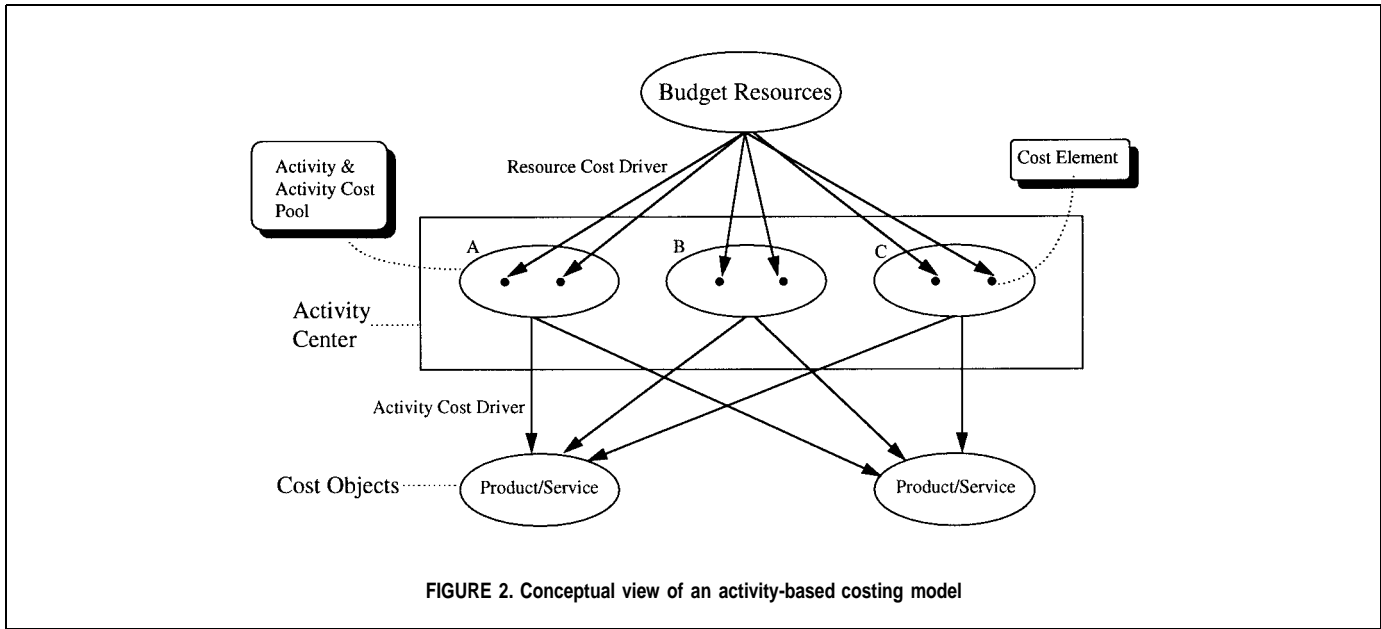 Budget Resources
Activity &
Activity Cost
Pool
Resource Cost Driver
Cost Element
A
B
C
Activity
Center
Activity Cost Driver
Cost Objects
Product/Service
Product/Service
FIGURE 2. Conceptual view of an activity-based costing model